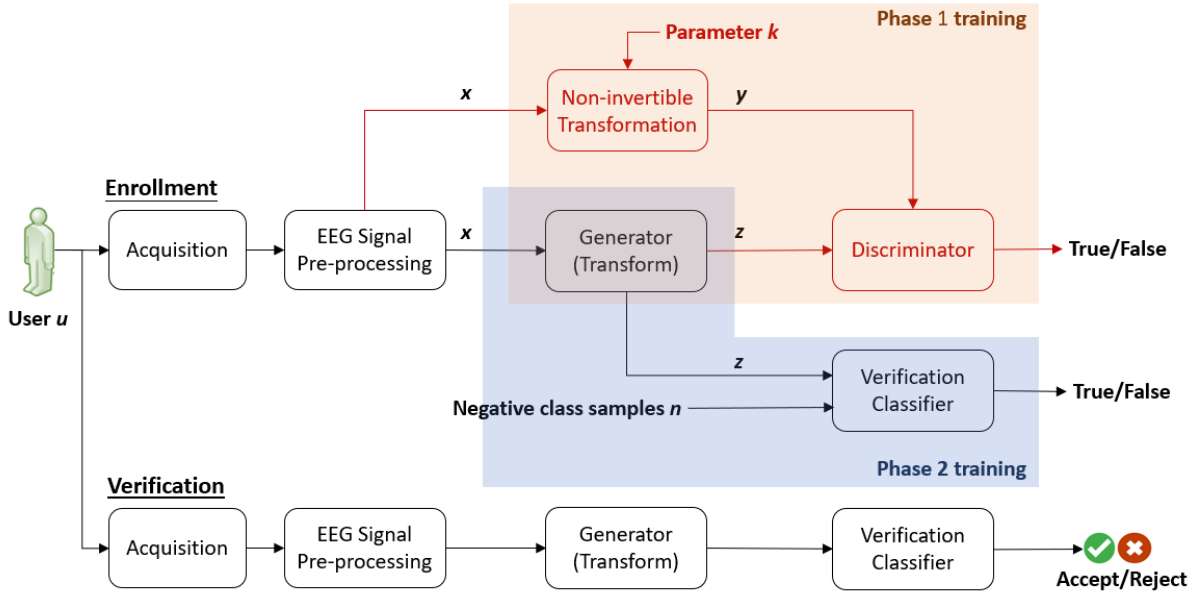 Phase 1 training
Parameter k
x
Non-invertible
Transformation
y
Enrollment
Acquisition
EEG Signal
Pre-processing
x
Generator
(Transform)
z
Discriminator
True/False
User u
z
Verification
Classifier
True/False
Negative class samples n
Phase 2 training
Verification
Acquisition
EEG Signal
Pre-processing
Generator
(Transform)
Verification
Classifier
Accept/Reject